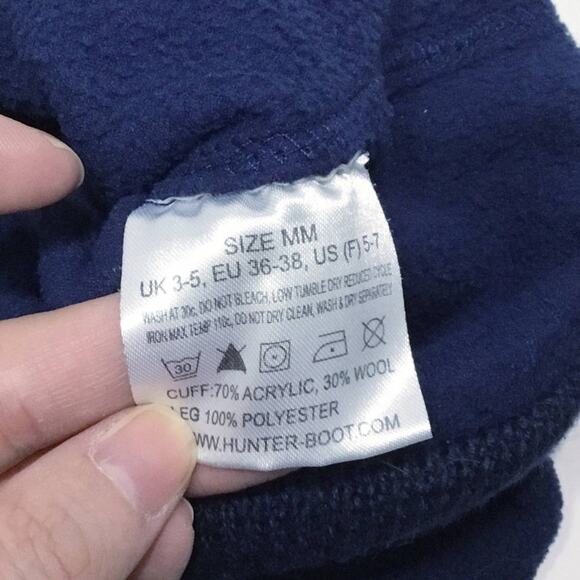 SIZE MM
UK 3-5, EU 36-38, US (F) 5-7
WASH AT 30c, DO NOT BLEACH, LOW TUMBLE DRY REDUCED CYCLE
IRON MAX TEMP 110c, DO NOT DRY CLEAN, WASH & DRY SEPARATELY
30
CUFF:70% ACRYLIC, 30% WOOL
LEG 100% POLYESTER
WWW.HUNTER-BOOT.COM